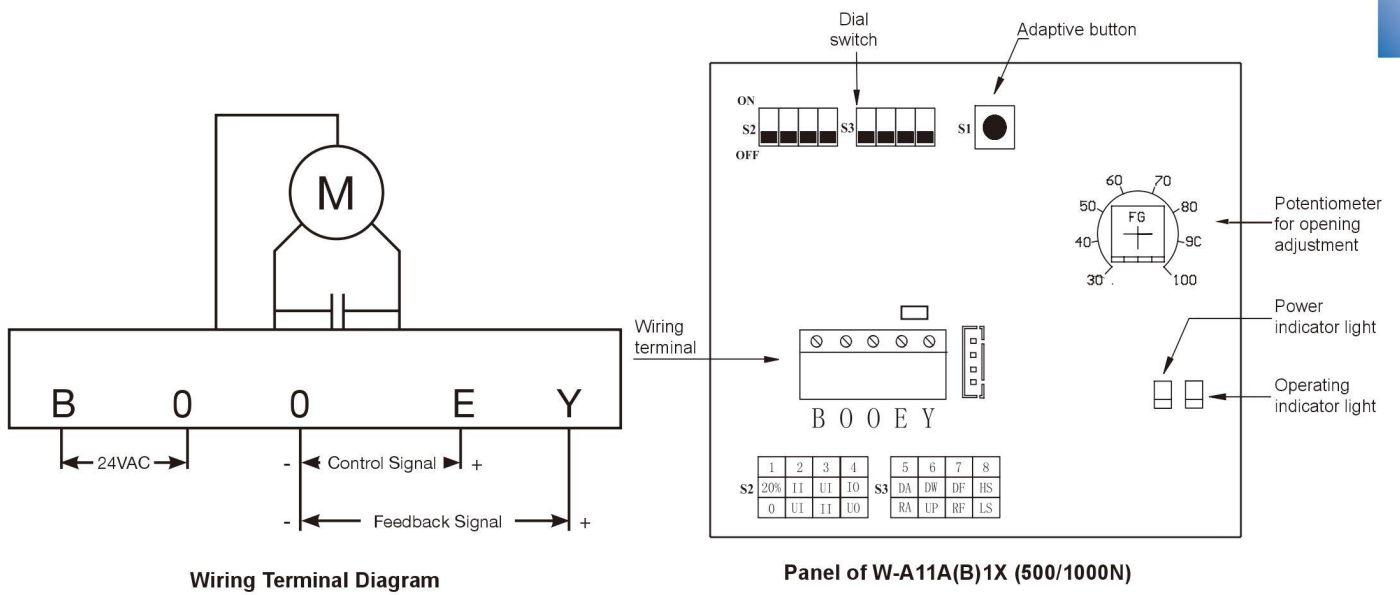 Dial
switch
Adaptive button
ON
S2
S3
S1
OFF
M
60 70
50 80
FG
40 90
30 100
Potentiometer
for opening
adjustment
Power
indicator light
Wiring
terminal
Operating
indicator light
B 0 0 E Y
B O O E Y
24VAC
- Control Signal +
- Feedback Signal +
1 2 3 4 5 6 7 8
S2 20% II UI IO S3 DA DW DF HS
0 UI II UO RA UP RF LS
Wiring Terminal Diagram
Panel of W-A11A(B)1X (500/1000N)